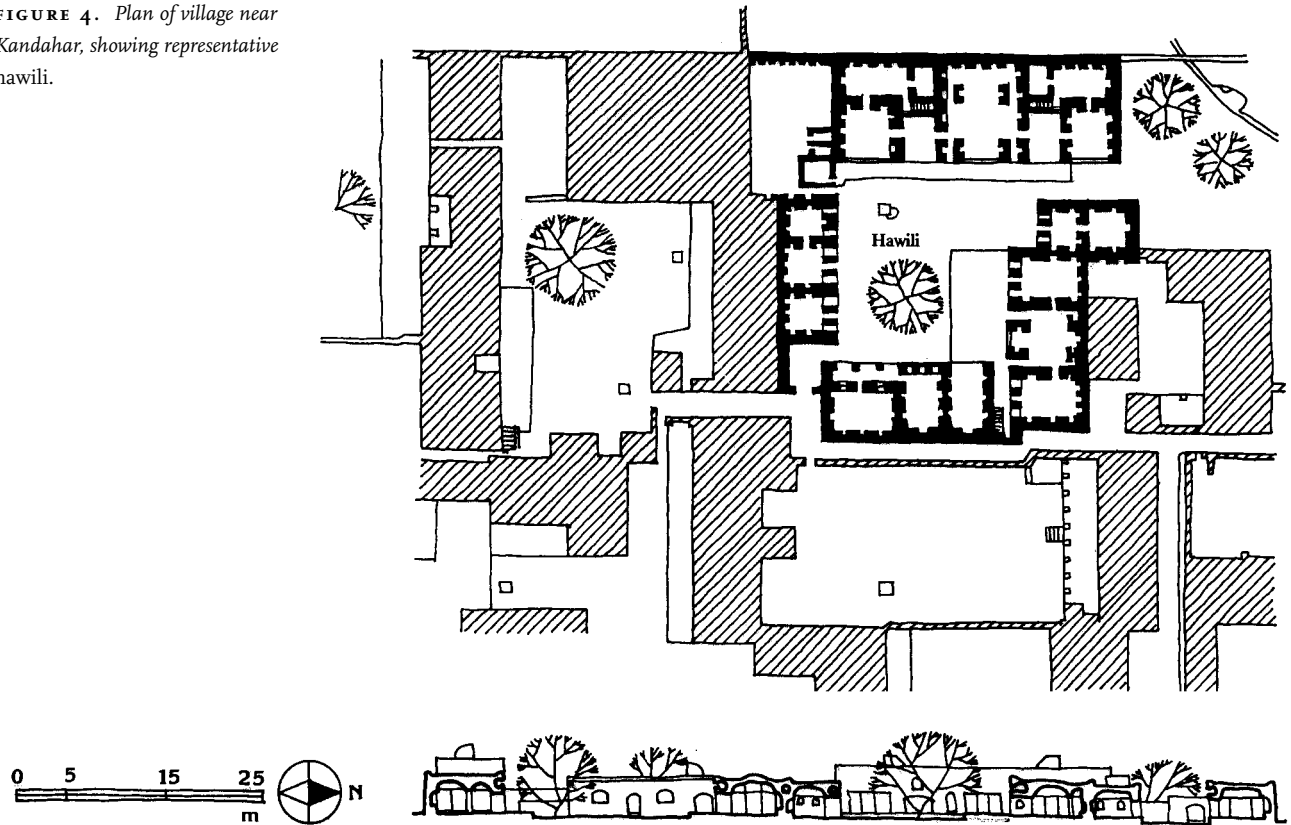 FIGURE 4. Plan of village near
Kandahar, showing representative
hawili.
Hawili
0 5 15 25
m
N